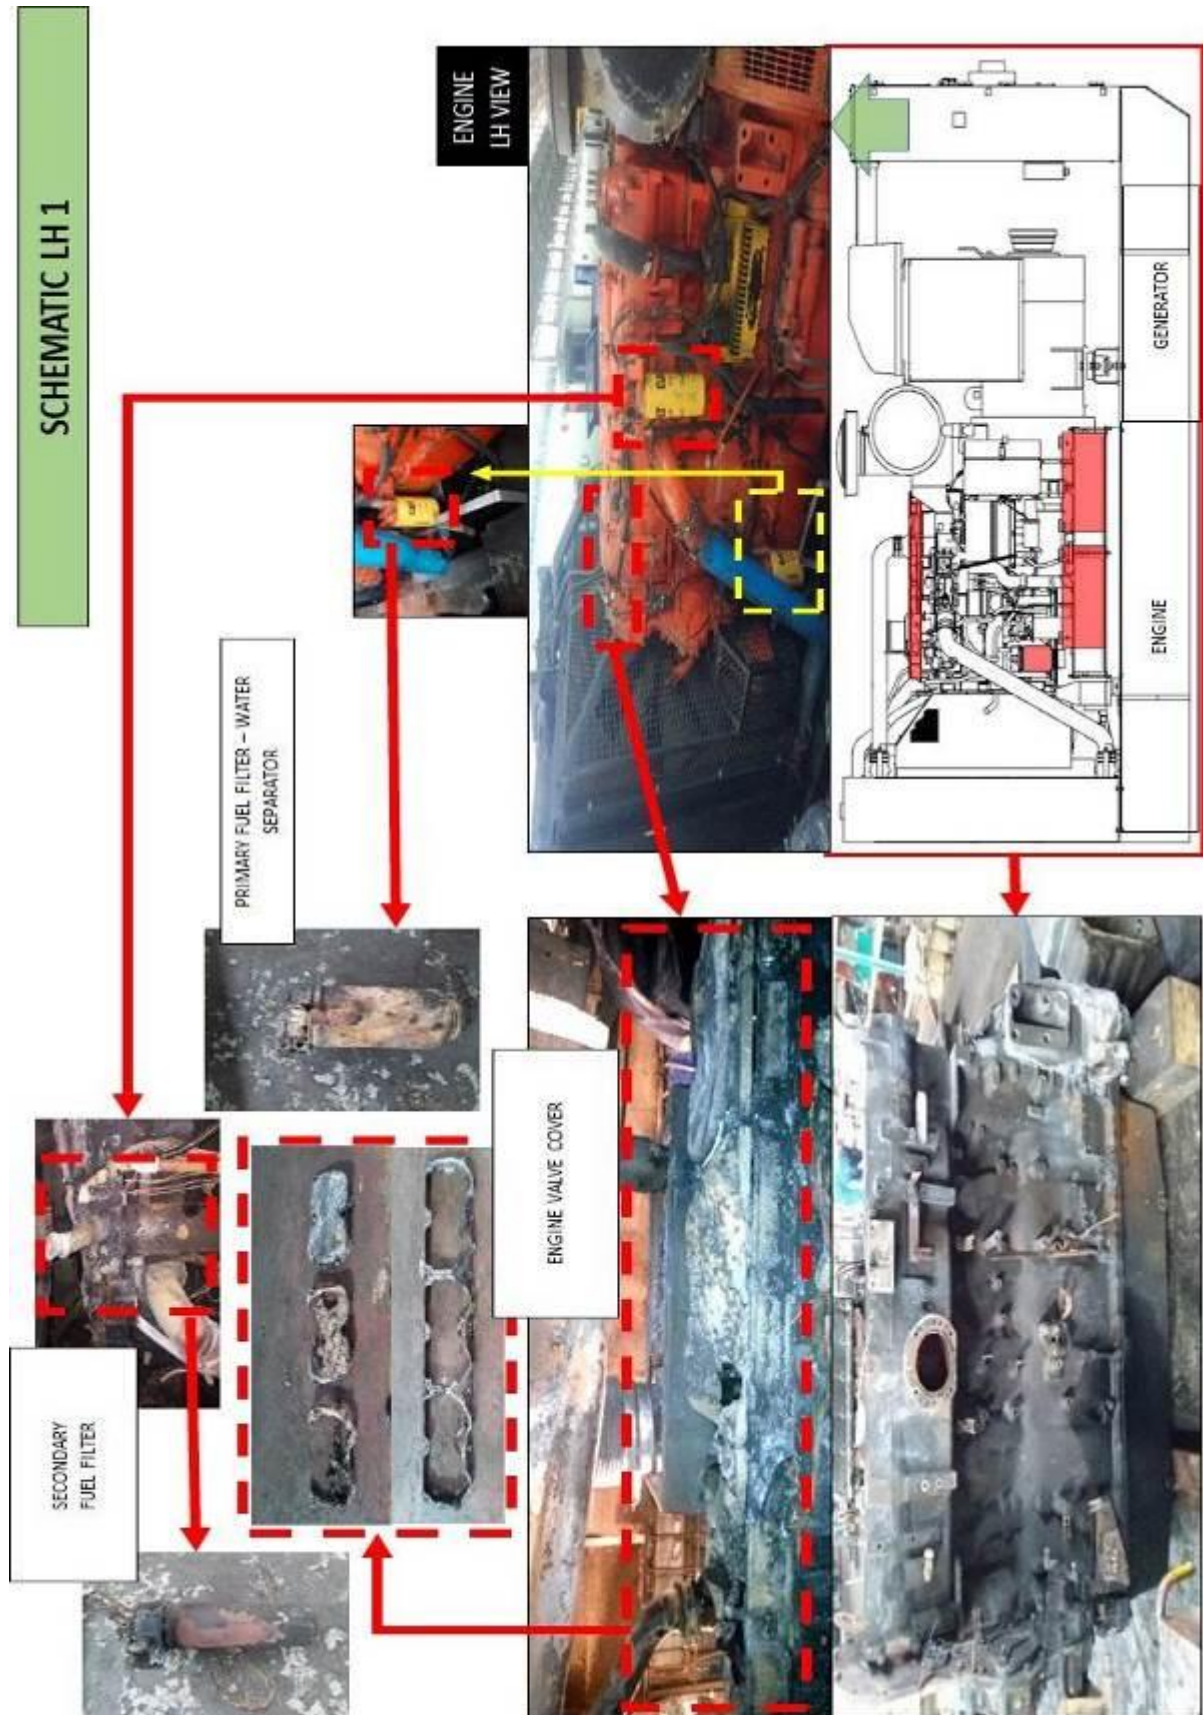 SCHEMATIC LH 1
ENGINE
LH VIEW
GENERATOR
ENGINE
PRIMARY FUEL FILTER – WATER
SEPARATOR
SECONDARY
FUEL FILTER
ENGINE VALVE COVER
CAT